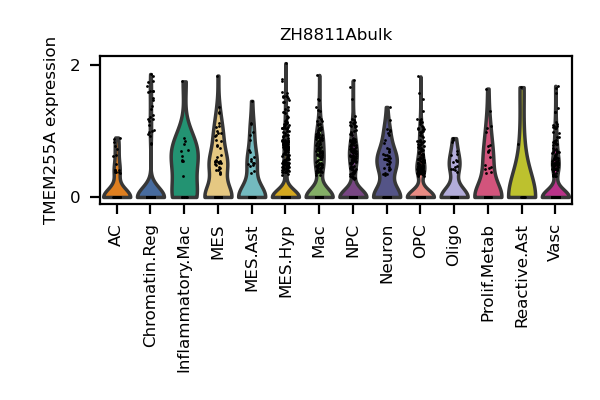 ZH8811Abulk
TMEM255A expression
2
0
AC
Chromatin.Reg
Inflammatory.Mac
MES
MES.Ast
MES.Hyp
Mac
NPC
Neuron
OPC
Oligo
Prolif.Metab
Reactive.Ast
Vasc